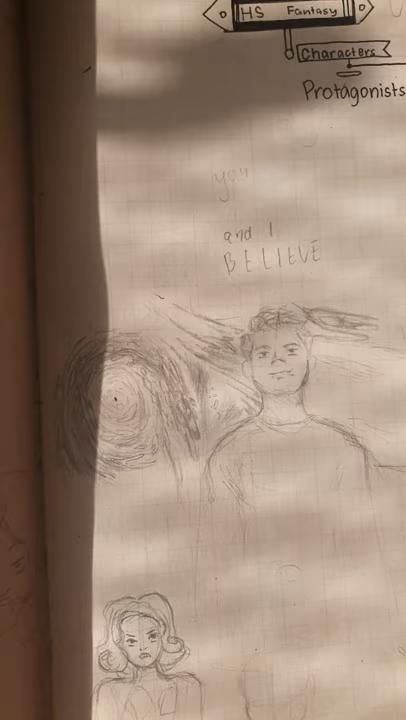 HS Fantasy
Characters
Protagonists
you
and I
BELIEVE